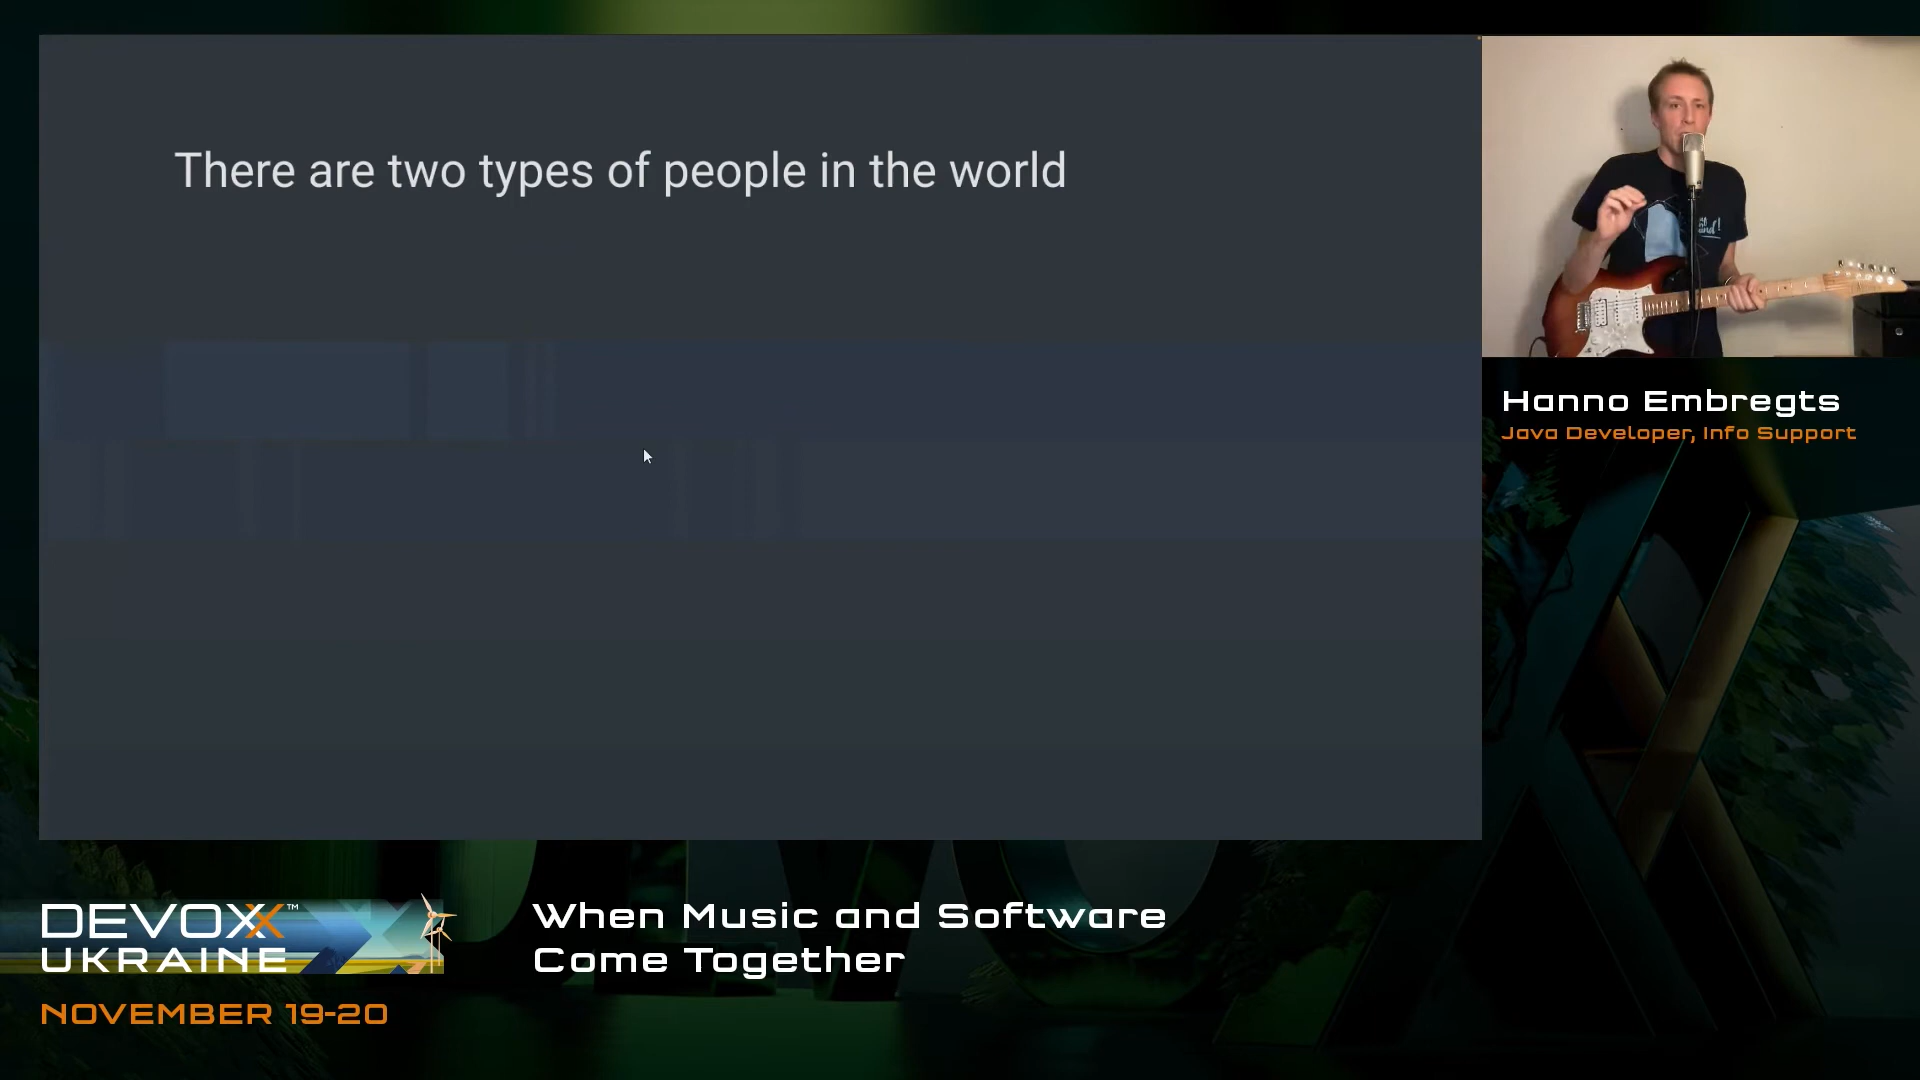 There are two types of people in the world
Hanno Embregts
Java Developer, Info Support
DEVOXX™
UKRAINE
When Music and Software
Come Together
NOVEMBER 19-20